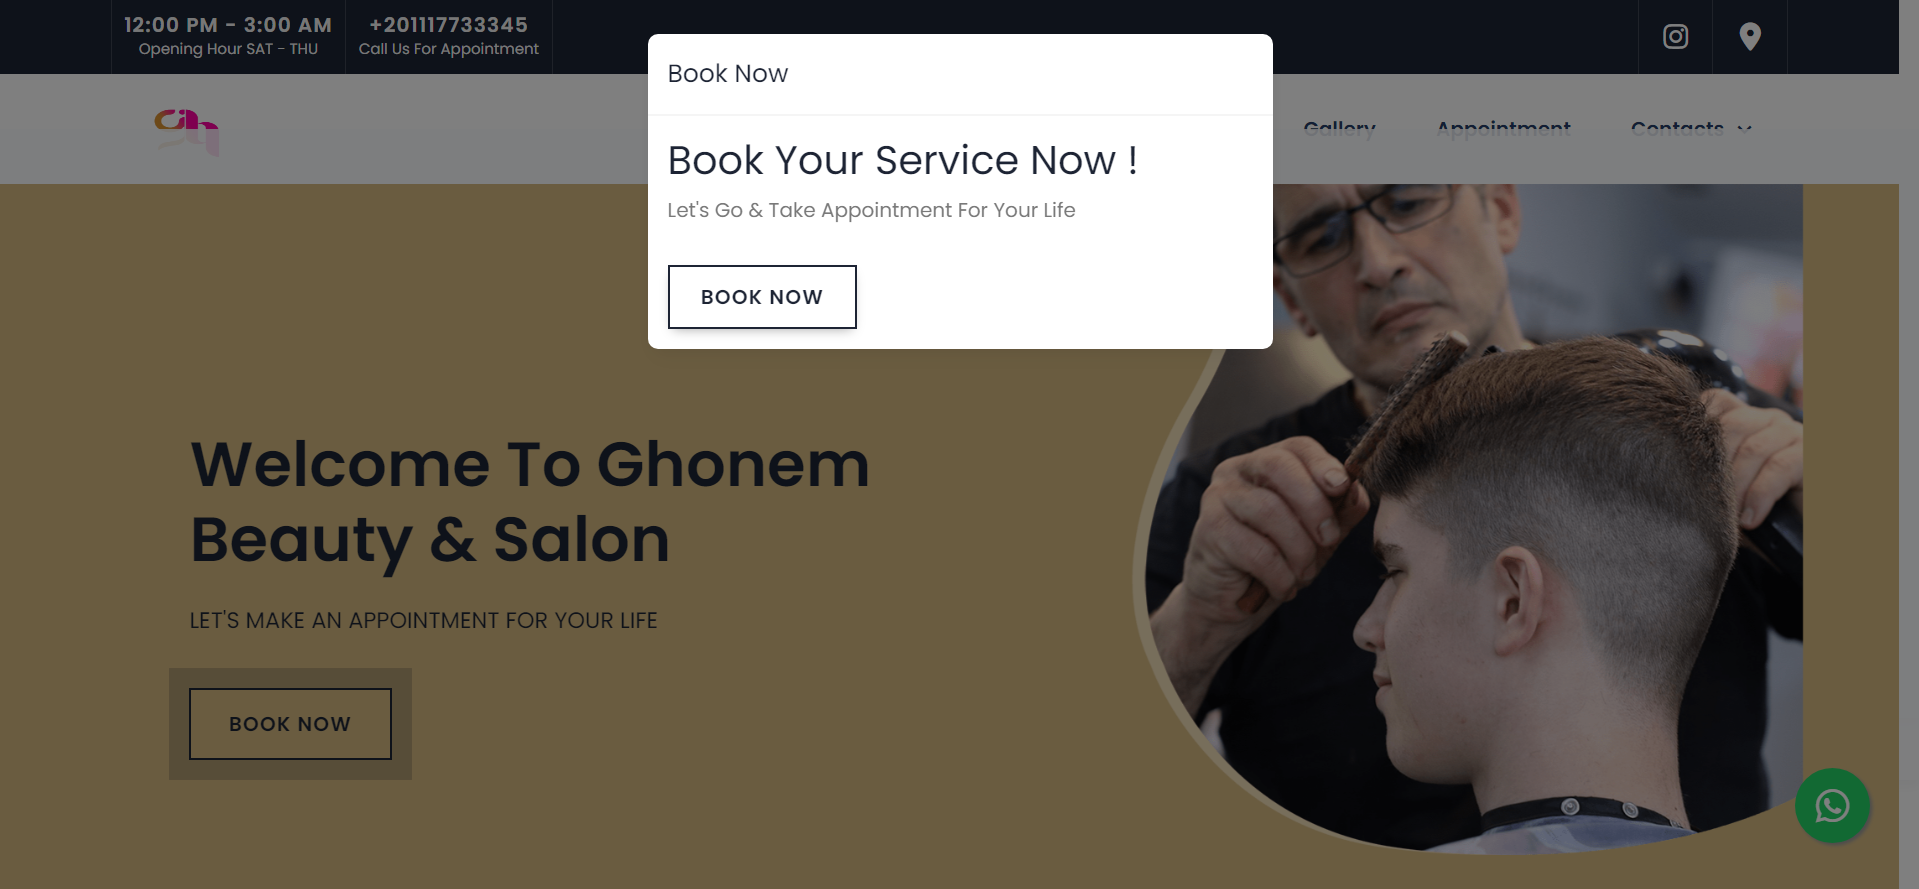 12:00 PM - 3:00 AM
Opening Hour SAT - THU
+201117733345
Call Us For Appointment
Book Now
Book Your Service Now !
Let's Go & Take Appointment For Your Life
BOOK NOW
Gallery
Appointment
Contacts
Welcome To Ghonem
Beauty & Salon
LET'S MAKE AN APPOINTMENT FOR YOUR LIFE
BOOK NOW